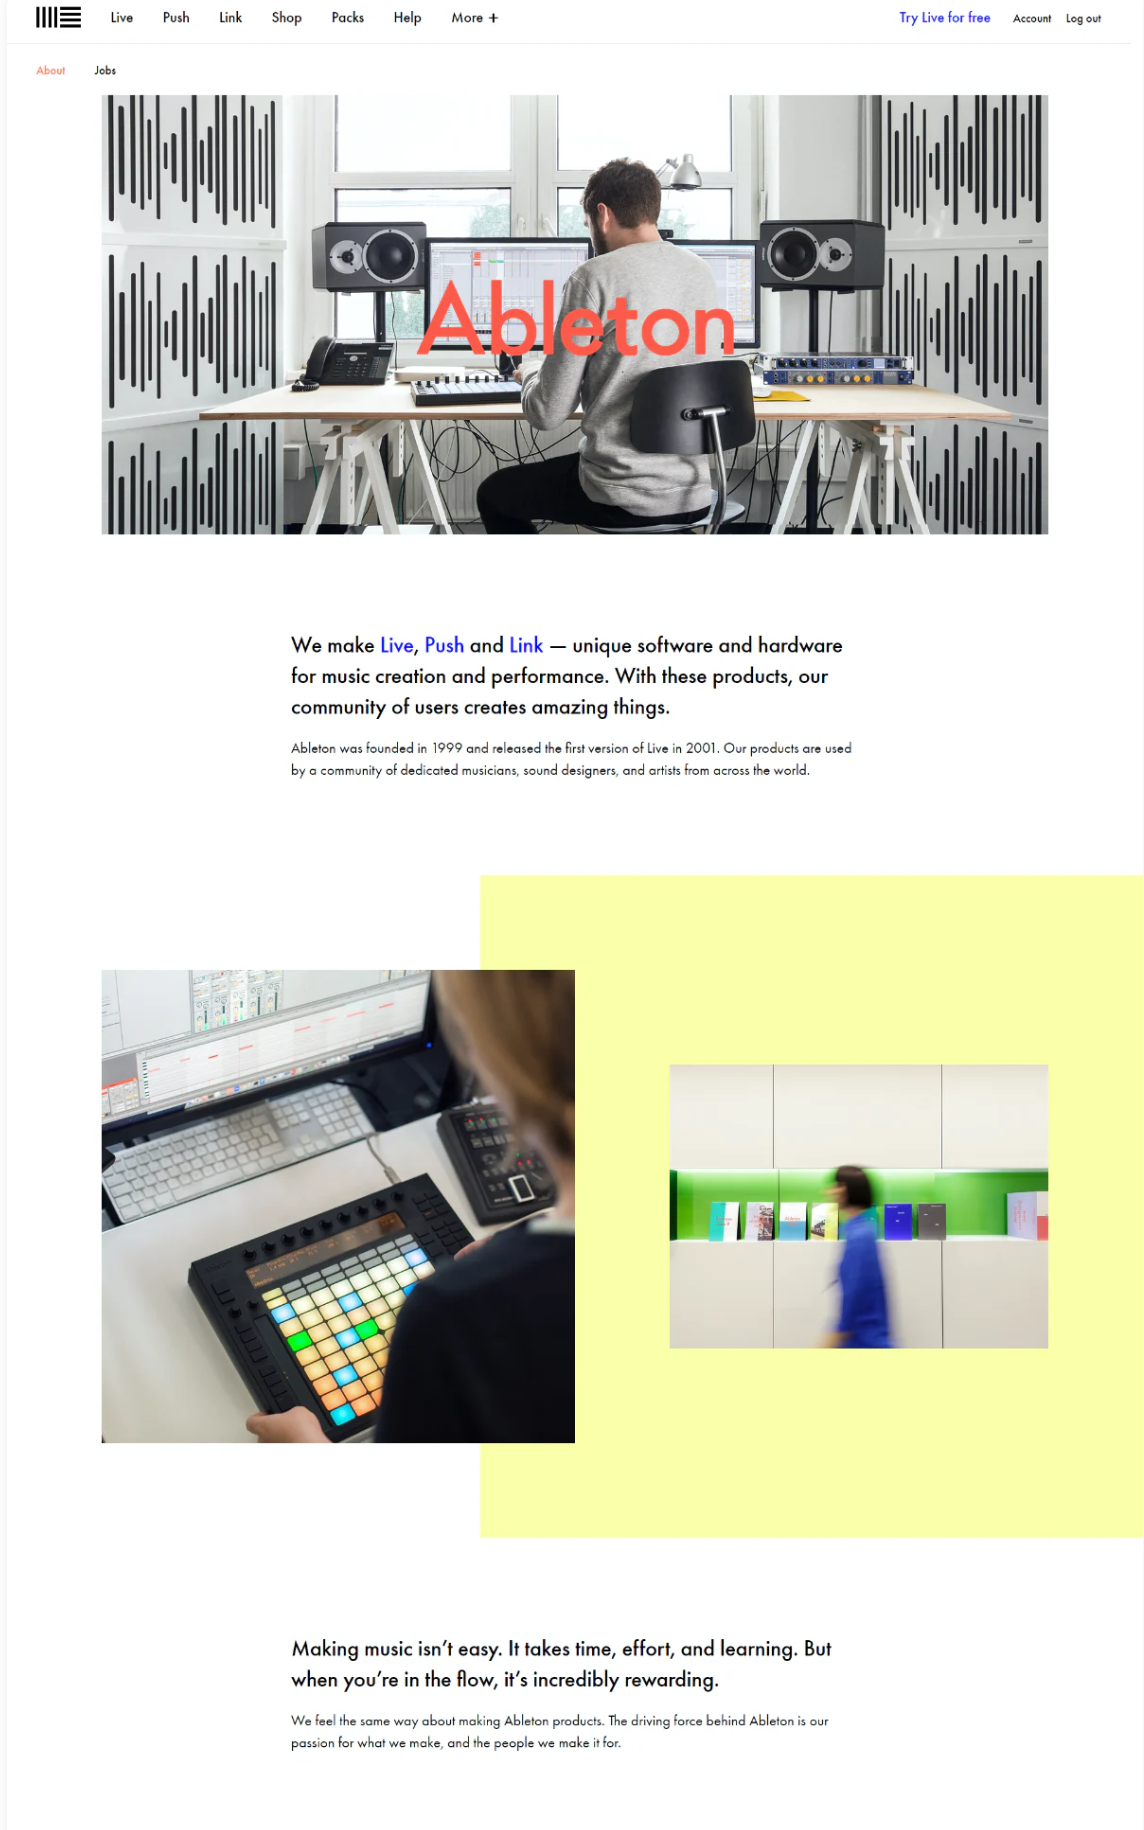 Live Push Link Shop Packs Help More + Try Live for free Account Log out
About Jobs
Ableton
We make Live, Push and Link — unique software and hardware
for music creation and performance. With these products, our
community of users creates amazing things.
Ableton was founded in 1999 and released the first version of Live in 2001. Our products are used
by a community of dedicated musicians, sound designers, and artists from across the world.
Making music isn’t easy. It takes time, effort, and learning. But
when you’re in the flow, it’s incredibly rewarding.
We feel the same way about making Ableton products. The driving force behind Ableton is our
passion for what we make, and the people we make it for.